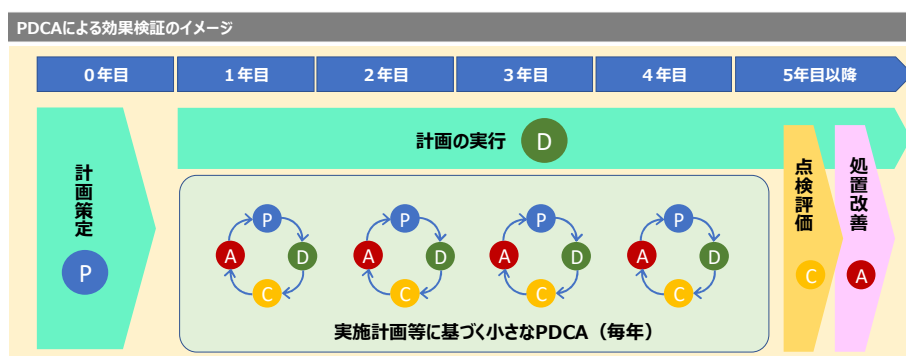 PDCAによる効果検証のイメージ
0年目 1年目 2年目 3年目 4年目 5年目以降
計画の実行 D
計画策定
P
P
A D
C
P
A D
C
P
A D
C
P
A D
C
実施計画等に基づく小さなPDCA（毎年）
点検評価
C
処置改善
A